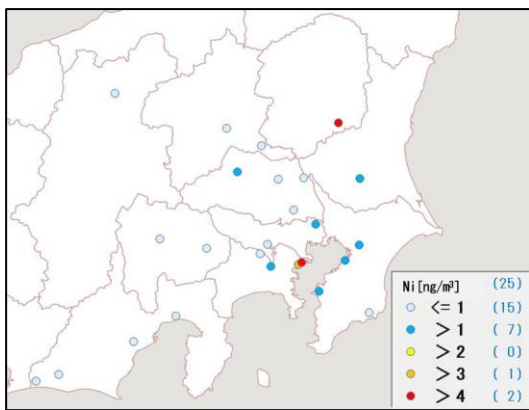 Ni[ng/m³] (25)
<= 1 (15)
> 1 ( 7)
> 2 ( 0)
> 3 ( 1)
> 4 ( 2)